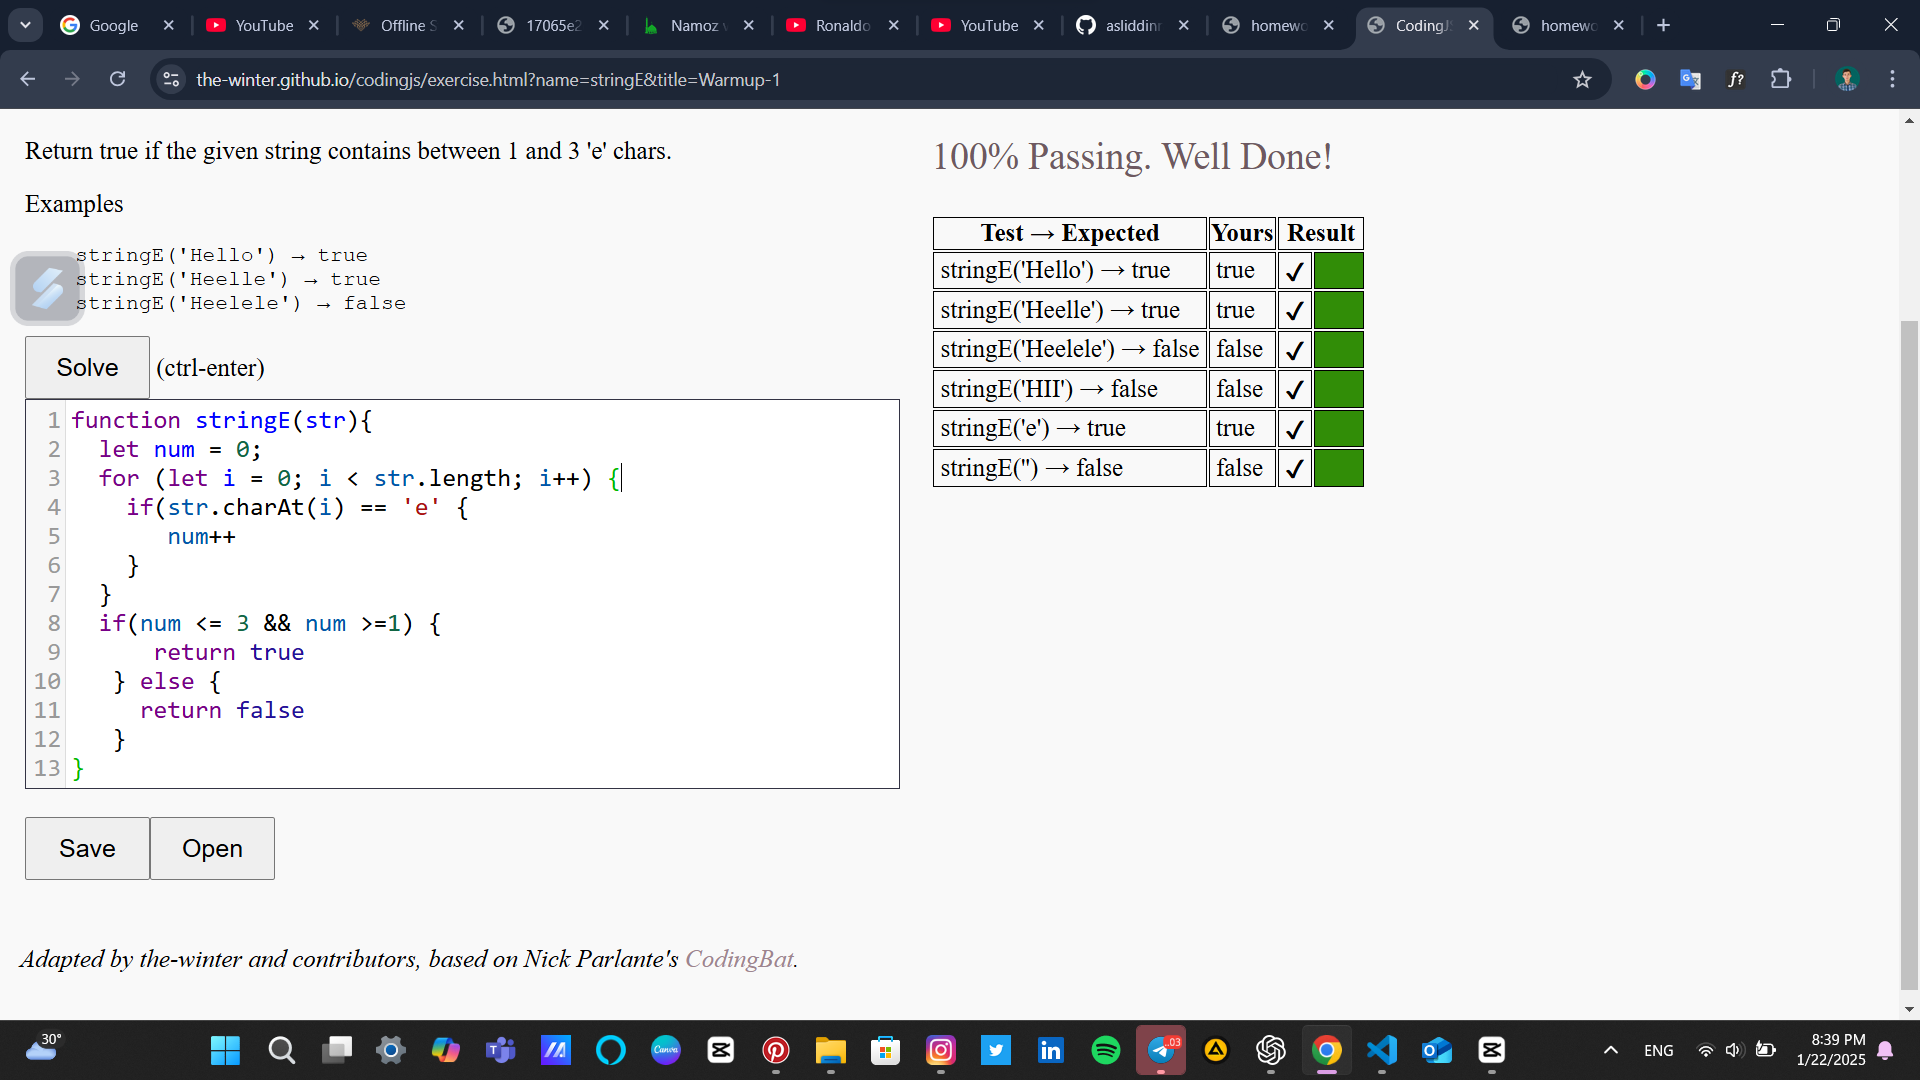 Google
YouTube
Offline S
17065e2
Namoz v
Ronaldo
YouTube
asliddinr
homewo
CodingJS
homewo
the-winter.github.io/codingjs/exercise.html?name=stringE&title=Warmup-1
Return true if the given string contains between 1 and 3 'e' chars.
Examples
stringE('Hello') → true
stringE('Heelle') → true
stringE('Heelele') → false
Solve (ctrl-enter)
1 function stringE(str){
2 let num = 0;
3 for (let i = 0; i < str.length; i++) {
4 if(str.charAt(i) == 'e' {
5 num++
6 }
7 }
8 if(num <= 3 && num >=1) {
9 return true
10 } else {
11 return false
12 }
13 }
Save Open
Adapted by the-winter and contributors, based on Nick Parlante's CodingBat.
100% Passing. Well Done!
Test → Expected Yours Result
stringE('Hello') → true true ✔
stringE('Heelle') → true true ✔
stringE('Heelele') → false false ✔
stringE('HII') → false false ✔
stringE('e') → true true ✔
stringE('') → false false ✔
30°
Canva
.03
ENG
8:39 PM
1/22/2025